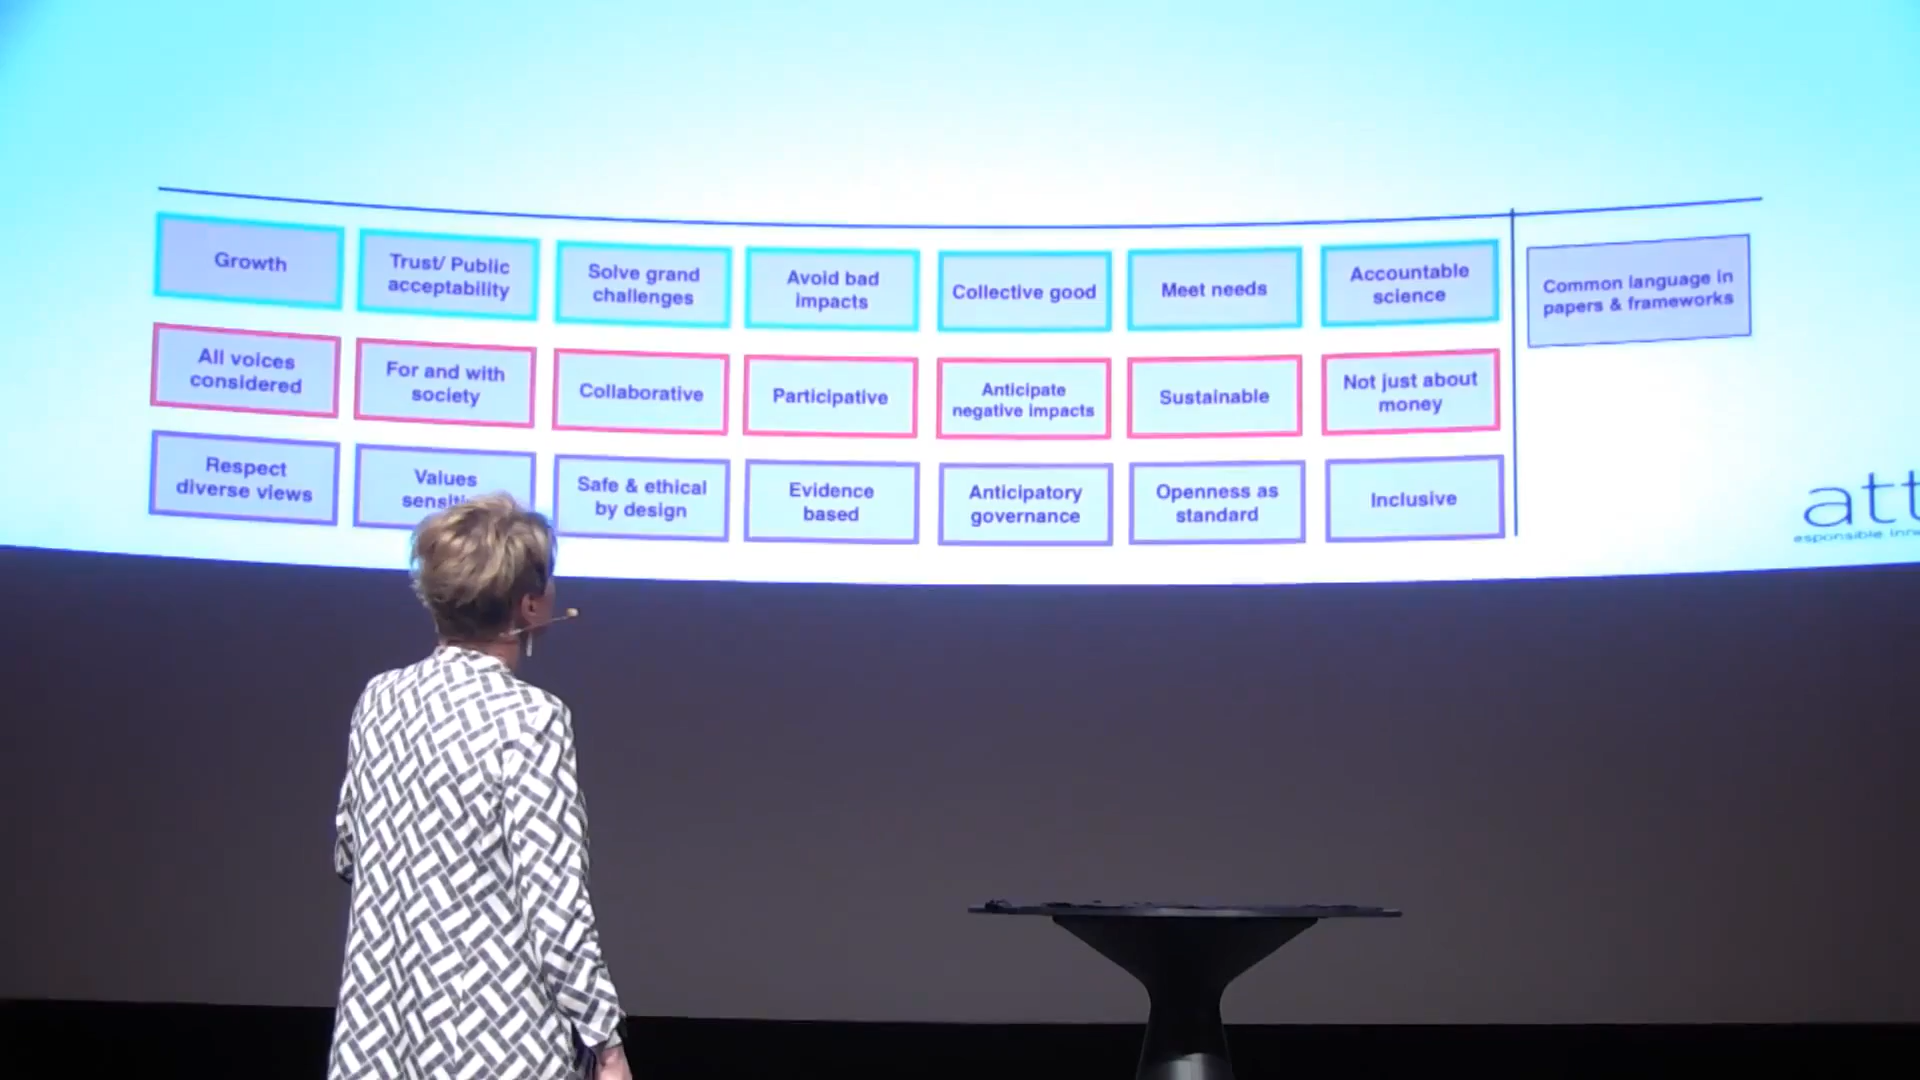 Growth
Trust/ Public
acceptability
Solve grand
challenges
Avoid bad
impacts
Collective good
Meet needs
Accountable
science
Common language in
papers & frameworks
All voices
considered
For and with
society
Collaborative
Participative
Anticipate
negative impacts
Sustainable
Not just about
money
Respect
diverse views
Values
Safe & ethical
by design
Evidence
based
Anticipatory
governance
Openness as
standard
Inclusive